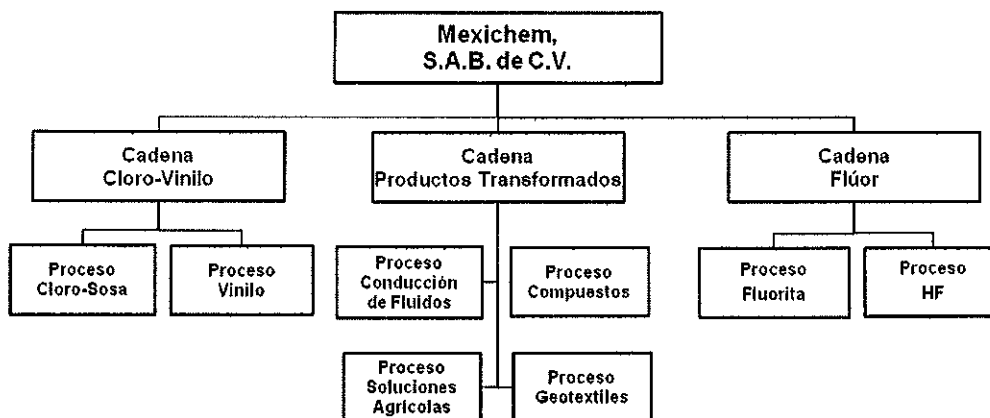 Mexichem,
S.A.B. de C.V.
Cadena
Cloro-Vinilo
Cadena
Productos Transformados
Cadena
Flúor
Proceso
Cloro-Sosa
Proceso
Vinilo
Proceso
Conducción
de Fluidos
Proceso
Compuestos
Proceso
Fluorita
Proceso
HF
Proceso
Soluciones
Agrícolas
Proceso
Geotextiles